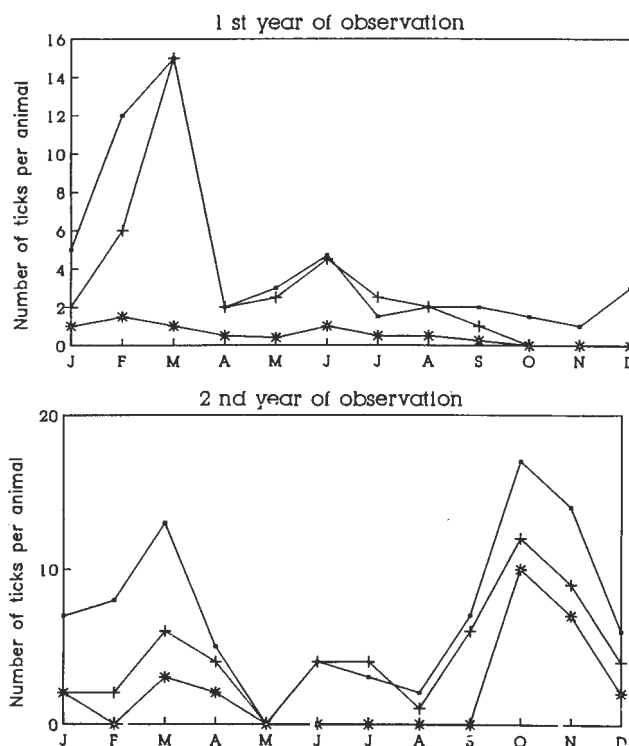 1 st year of observation
16
14
12
10
8
6
4
2
0
Number of ticks per animal
J F M A M J J A S O N D
2 nd year of observation
20
10
0
Number of ticks per animal
J F M A M J J A S O N D